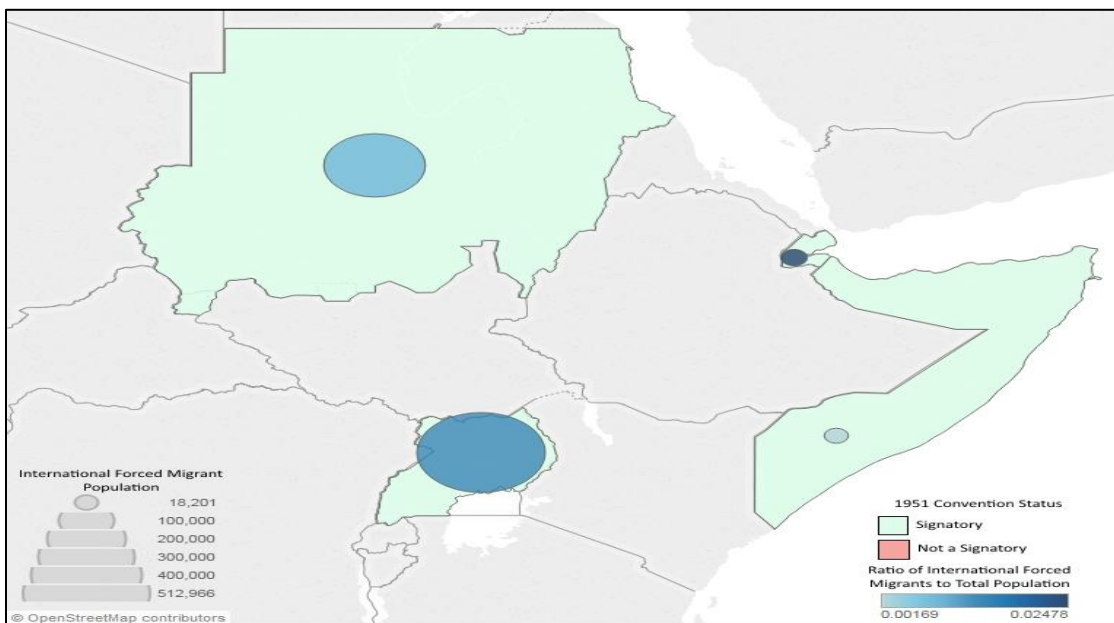 International Forced Migrant
Population
18,201
100,000
200,000
300,000
400,000
512,966
© OpenStreetMap contributors
1951 Convention Status
Signatory
Not a Signatory
Ratio of International Forced
Migrants to Total Population
0.00169 0.02478